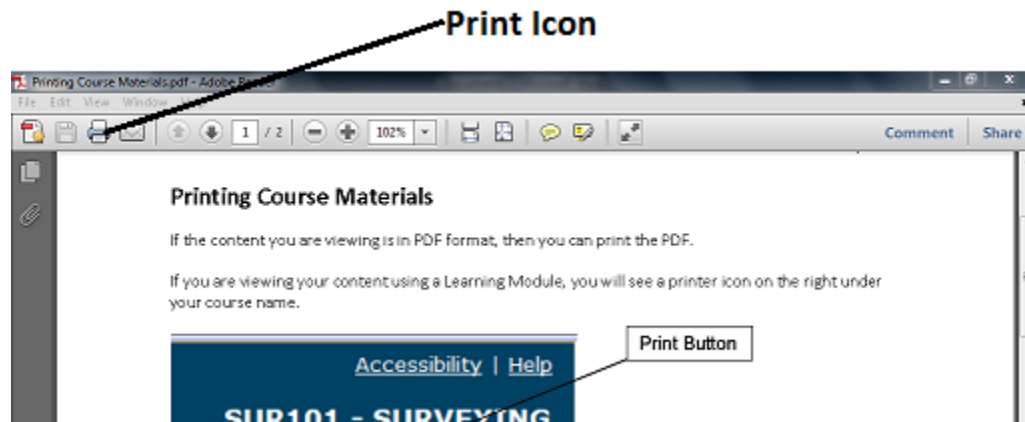 Print Icon
Printing Course Materials.pdf - Adobe Reader
File Edit View Window
1 / 2 102% Comment Share
Printing Course Materials
If the content you are viewing is in PDF format, then you can print the PDF.
If you are viewing your content using a Learning Module, you will see a printer icon on the right under
your course name.
Print Button
Accessibility | Help
SUR101 - SURVEYING